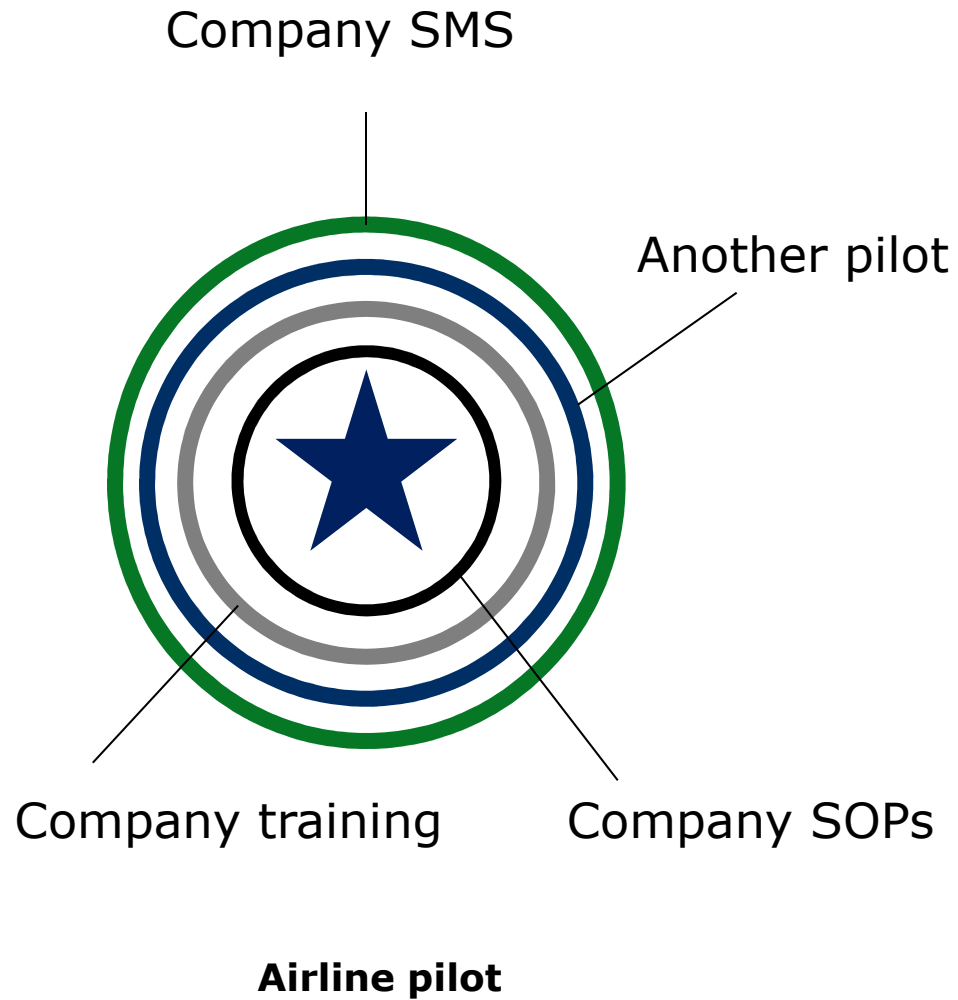 Company SMS
Another pilot
Company training
Company SOPs
Airline pilot